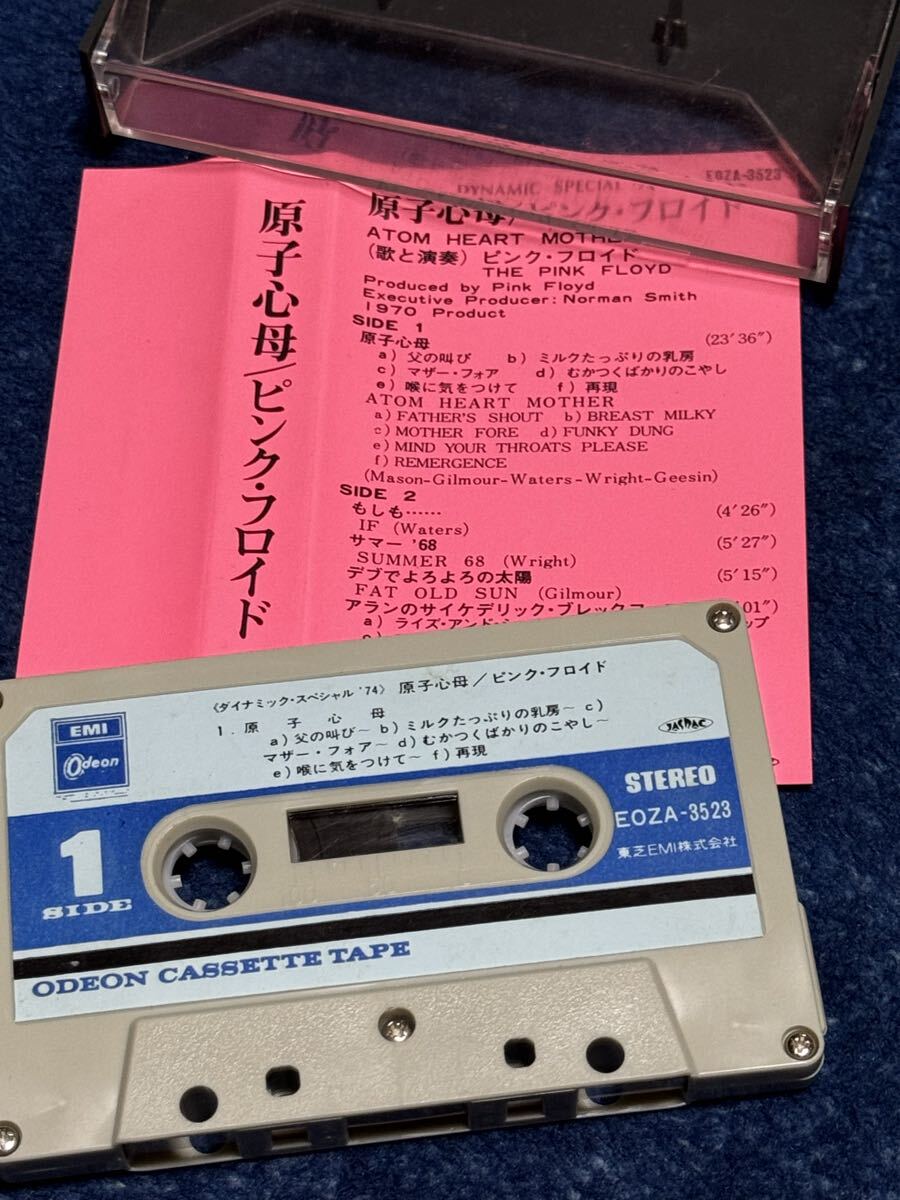 EOZA-3523
DYNAMIC SPECIAL
原子心母/ピンク・フロイド
原子心母/ピンク・フロイド
ATOM HEART MOTHER
(歌と演奏) ピンク・フロイド
THE PINK FLOYD
Produced by Pink Floyd
Executive Producer: Norman Smith
1970 Product
SIDE 1
原子心母 (23′36″)
a) 父の叫び b) ミルクたっぷりの乳房
c) マザー・フォア d) むかつくばかりのこやし
e) 喉に気をつけて f) 再現
ATOM HEART MOTHER
a) FATHER'S SHOUT b) BREAST MILKY
c) MOTHER FORE d) FUNKY DUNG
e) MIND YOUR THROATS PLEASE
f) REMERGENCE
(Mason-Gilmour-Waters-Wright-Geesin)
SIDE 2
もしも…… (4′26″)
IF (Waters)
サマー '68 (5′27″)
SUMMER 68 (Wright)
デブでよろよろの太陽 (5′15″)
FAT OLD SUN (Gilmour)
アランのサイケデリック・ブレックファ 01″)
a) ライズ・アンド・ ップ
《ダイナミック・スペシャル '74》 原子心母/ピンク・フロイド
1. 原子心母
a) 父の叫び~ b) ミルクたっぷりの乳房~ c)
マザー・フォア~ d) むかつくばかりのこやし~
e) 喉に気をつけて~ f) 再現
EMI
Odeon
JASRAC
1
SIDE
STEREO
EOZA-3523
東芝EMI株式会社
ODEON CASSETTE TAPE